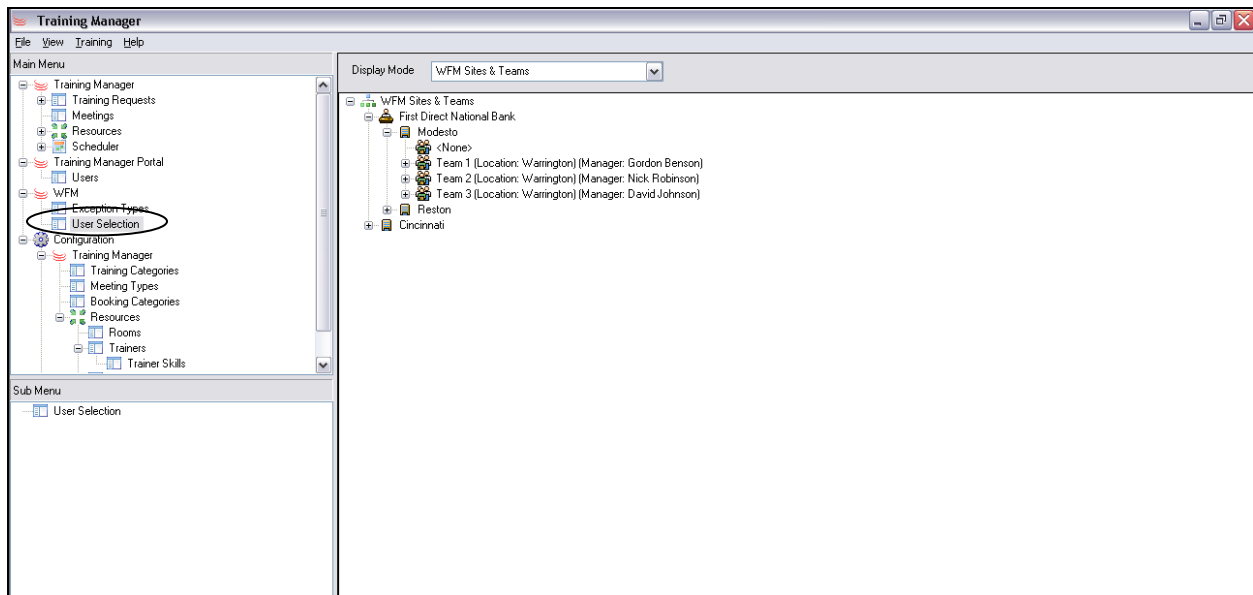 Training Manager
File View Training Help
Main Menu
Training Manager
Training Requests
Meetings
Resources
Scheduler
Training Manager Portal
Users
WFM
Exception Types
User Selection
Configuration
Training Manager
Training Categories
Meeting Types
Booking Categories
Resources
Rooms
Trainers
Trainer Skills
Sub Menu
User Selection
Display Mode WFM Sites & Teams
WFM Sites & Teams
First Direct National Bank
Modesto
<None>
Team 1 (Location: Warrington) (Manager: Gordon Benson)
Team 2 (Location: Warrington) (Manager: Nick Robinson)
Team 3 (Location: Warrington) (Manager: David Johnson)
Reston
Cincinnati